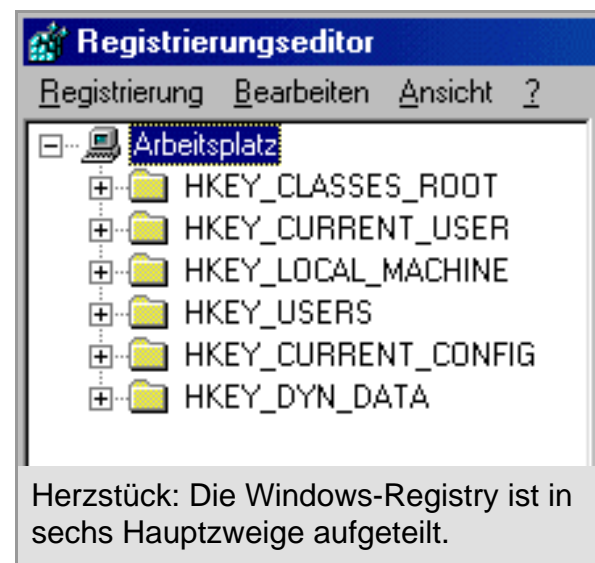 Registrierungseditor
Registrierung Bearbeiten Ansicht ?
Arbeitsplatz
HKEY_CLASSES_ROOT
HKEY_CURRENT_USER
HKEY_LOCAL_MACHINE
HKEY_USERS
HKEY_CURRENT_CONFIG
HKEY_DYN_DATA
Herzstück: Die Windows-Registry ist in
sechs Hauptzweige aufgeteilt.